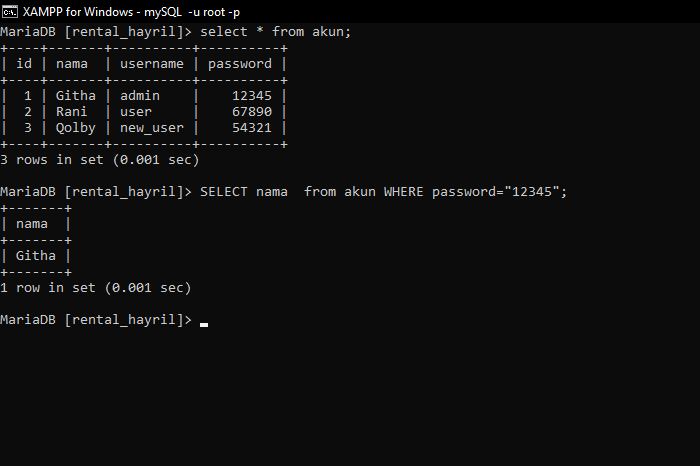 XAMPP for Windows - mySQL  -u root -p
MariaDB [rental_hayril]> select * from akun;
+----+-------+----------+----------+
| id | nama  | username | password |
+----+-------+----------+----------+
|  1 | Githa | admin    |    12345 |
|  2 | Rani  | user     |    67890 |
|  3 | Qolby | new_user |    54321 |
+----+-------+----------+----------+
3 rows in set (0.001 sec)
MariaDB [rental_hayril]> SELECT nama  from akun WHERE password="12345";
+-------+
| nama  |
+-------+
| Githa |
+-------+
1 row in set (0.001 sec)
MariaDB [rental_hayril]>